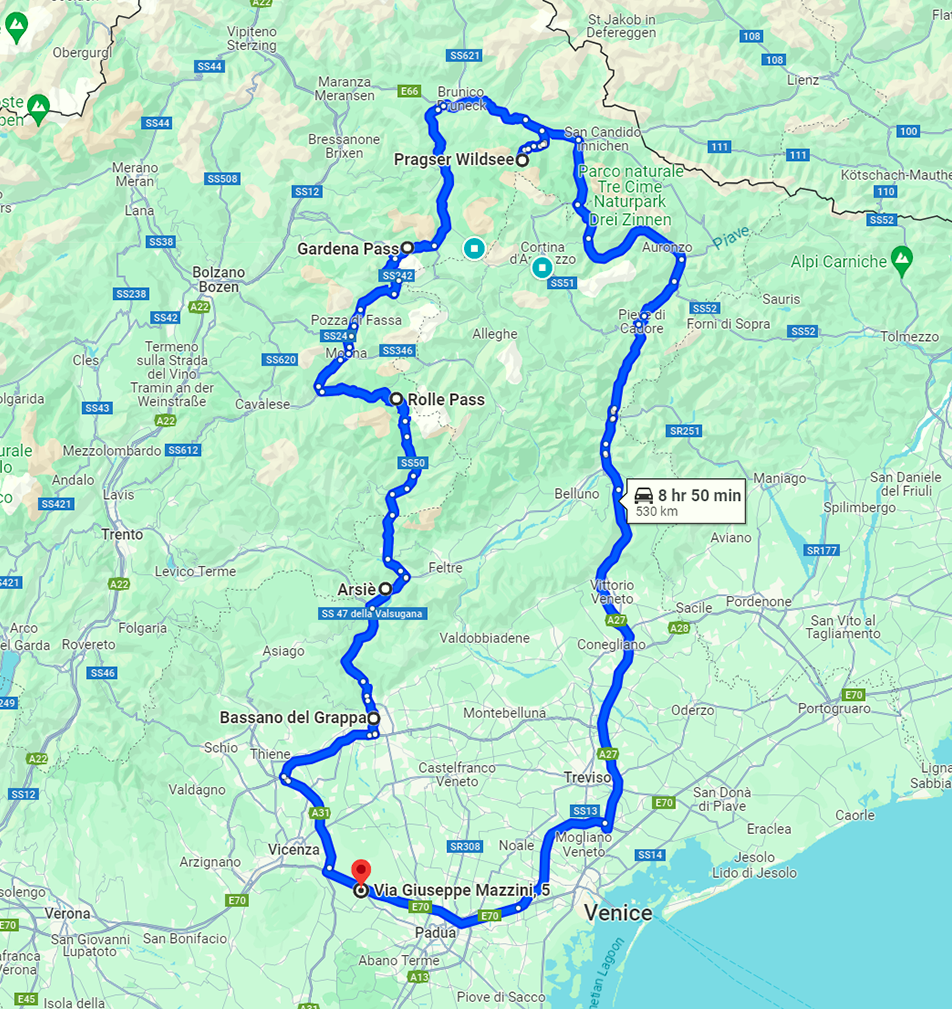 A22
St Jakob in
Defereggen
Vipiteno
Sterzing
108
Obergurgl
SS621
108
SS44
Lienz
Maranza
Meransen
E66
Brunico
Bruneck
SS44
100
San Candido
Innichen
Bressanone
Brixen
111
111
Pragser Wildsee
Merano
Meran
Parco naturale
Tre Cime
Naturpark
Drei Zinnen
Kötschach-Mauthe
SS508
110
SS12
Lana
SS52
Piave
SS38
Gardena Pass
Cortina
d'Ampezzo
Auronzo
Alpi Carniche
Bolzano
Bozen
SS242
SS51
SS238
Sauris
A22
SS52
SS42
Pozza di Fassa
Pieve di
Cadore
Forni di Sopra
SS52
Alleghe
SS24
Tolmezzo
Termeno
sulla Strada
del Vino
Tramin an der
Weinstraße
SS346
SS620
Cles
Rolle Pass
SS43
Cavalese
A22
SR251
Mezzolombardo
SS612
SS50
Andalo
Maniago
San Daniele
del Friuli
Lavis
SS421
Belluno
8 hr 50 min
530 km
Spilimbergo
Trento
Aviano
SR177
Levico Terme
Feltre
A22
Arsiè
Vittorio
Veneto
SS 47 della Valsugana
Pordenone
Sacile
A27
San Vito al
Tagliamento
Arco
Folgaria
A28
Rovereto
Valdobbiadene
Conegliano
Asiago
SS46
E70
Portogruaro
Oderzo
Montebelluna
Bassano del Grappa
Schio
Thiene
A27
A22
Castelfranco
Veneto
Treviso
Valdagno
SS12
San Donà
di Piave
E70
A31
SS13
Caorle
Eraclea
Mogliano
Veneto
Vicenza
SR308
Noale
SS14
Jesolo
Lido di Jesolo
Arzignano
Via Giuseppe Mazzini, 5
E70
E70
E70
Venice
Verona
E70
Padua
San Giovanni
Lupatoto
San Bonifacio
Abano Terme
A13
E45
Piove di Sacco
Isola della
A31